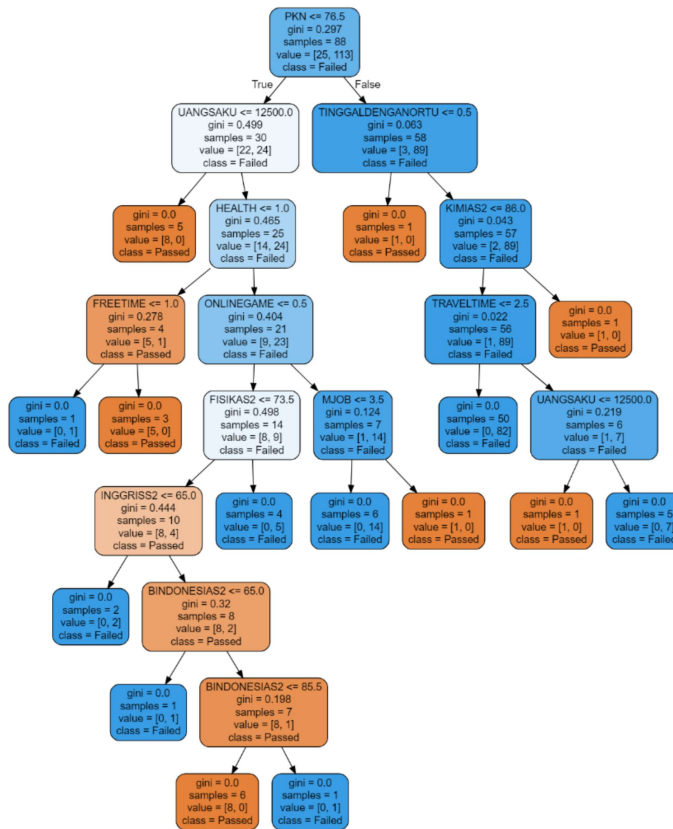 PKN <= 76.5
gini = 0.297
samples = 88
value = [25, 113]
class = Failed
True
False
UANGSAKU <= 12500.0
gini = 0.499
samples = 30
value = [22, 24]
class = Failed
TINGGALDENGANORTU <= 0.5
gini = 0.063
samples = 58
value = [3, 89]
class = Failed
gini = 0.0
samples = 5
value = [8, 0]
class = Passed
HEALTH <= 1.0
gini = 0.465
samples = 25
value = [14, 24]
class = Failed
gini = 0.0
samples = 1
value = [1, 0]
class = Passed
KIMIAS2 <= 86.0
gini = 0.043
samples = 57
value = [2, 89]
class = Failed
FREETIME <= 1.0
gini = 0.278
samples = 4
value = [5, 1]
class = Passed
ONLINEGAME <= 0.5
gini = 0.404
samples = 21
value = [9, 23]
class = Failed
TRAVELTIME <= 2.5
gini = 0.022
samples = 56
value = [1, 89]
class = Failed
gini = 0.0
samples = 1
value = [1, 0]
class = Passed
gini = 0.0
samples = 1
value = [0, 1]
class = Failed
gini = 0.0
samples = 3
value = [5, 0]
class = Passed
FISIKAS2 <= 73.5
gini = 0.498
samples = 14
value = [8, 9]
class = Failed
MJOB <= 3.5
gini = 0.124
samples = 7
value = [1, 14]
class = Failed
gini = 0.0
samples = 50
value = [0, 82]
class = Failed
UANGSAKU <= 12500.0
gini = 0.219
samples = 6
value = [1, 7]
class = Failed
INGGRISS2 <= 65.0
gini = 0.444
samples = 10
value = [8, 4]
class = Passed
gini = 0.0
samples = 4
value = [0, 5]
class = Failed
gini = 0.0
samples = 6
value = [0, 14]
class = Failed
gini = 0.0
samples = 1
value = [1, 0]
class = Passed
gini = 0.0
samples = 1
value = [1, 0]
class = Passed
gini = 0.0
samples = 5
value = [0, 7]
class = Failed
gini = 0.0
samples = 2
value = [0, 2]
class = Failed
BINDONESIAS2 <= 65.0
gini = 0.32
samples = 8
value = [8, 2]
class = Passed
gini = 0.0
samples = 1
value = [0, 1]
class = Failed
BINDONESIAS2 <= 85.5
gini = 0.198
samples = 7
value = [8, 1]
class = Passed
gini = 0.0
samples = 6
value = [8, 0]
class = Passed
gini = 0.0
samples = 1
value = [0, 1]
class = Failed